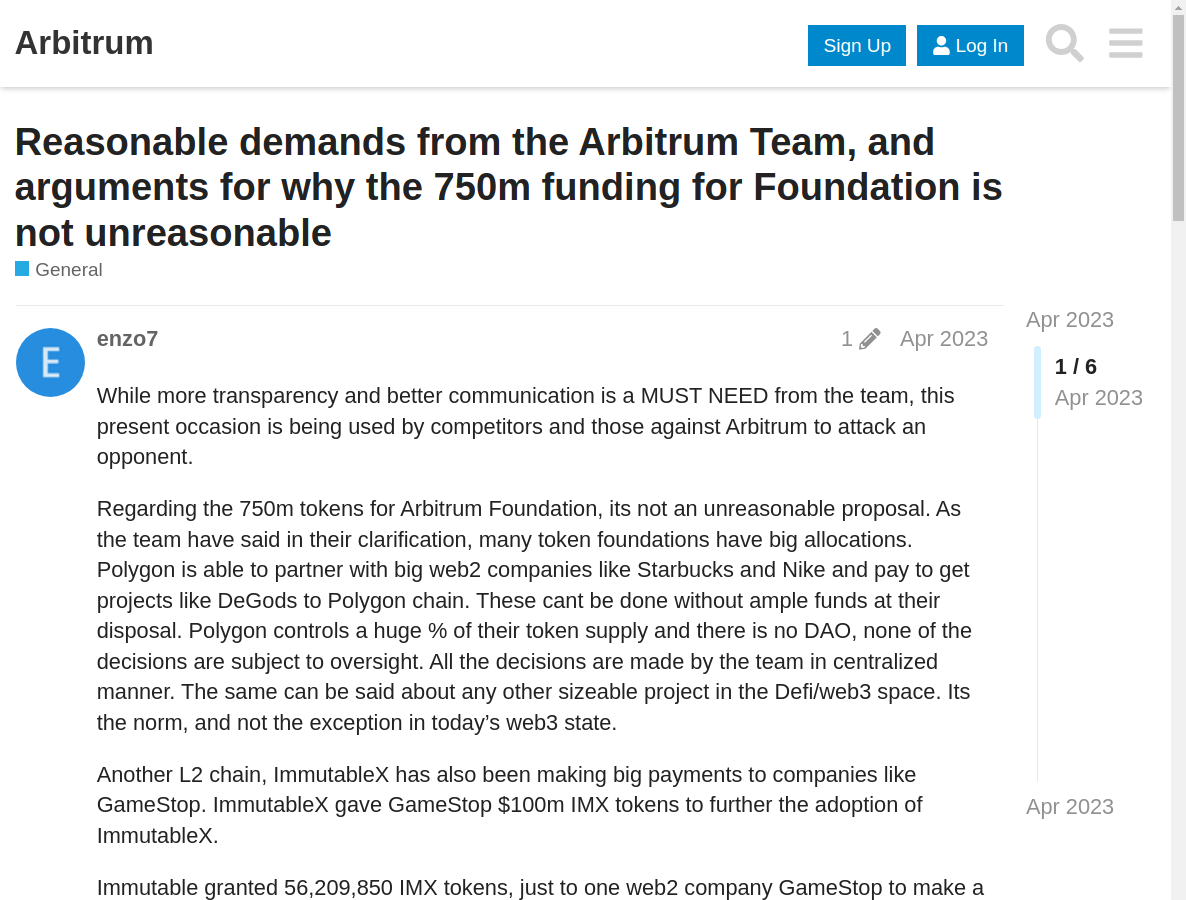 Arbitrum
Sign Up
Log In
Reasonable demands from the Arbitrum Team, and
arguments for why the 750m funding for Foundation is
not unreasonable
General
E
enzo7
1
Apr 2023
While more transparency and better communication is a MUST NEED from the team, this
present occasion is being used by competitors and those against Arbitrum to attack an
opponent.
Regarding the 750m tokens for Arbitrum Foundation, its not an unreasonable proposal. As
the team have said in their clarification, many token foundations have big allocations.
Polygon is able to partner with big web2 companies like Starbucks and Nike and pay to get
projects like DeGods to Polygon chain. These cant be done without ample funds at their
disposal. Polygon controls a huge % of their token supply and there is no DAO, none of the
decisions are subject to oversight. All the decisions are made by the team in centralized
manner. The same can be said about any other sizeable project in the Defi/web3 space. Its
the norm, and not the exception in today’s web3 state.
Another L2 chain, ImmutableX has also been making big payments to companies like
GameStop. ImmutableX gave GameStop $100m IMX tokens to further the adoption of
ImmutableX.
Immutable granted 56,209,850 IMX tokens, just to one web2 company GameStop to make a
Apr 2023
1 / 6
Apr 2023
Apr 2023